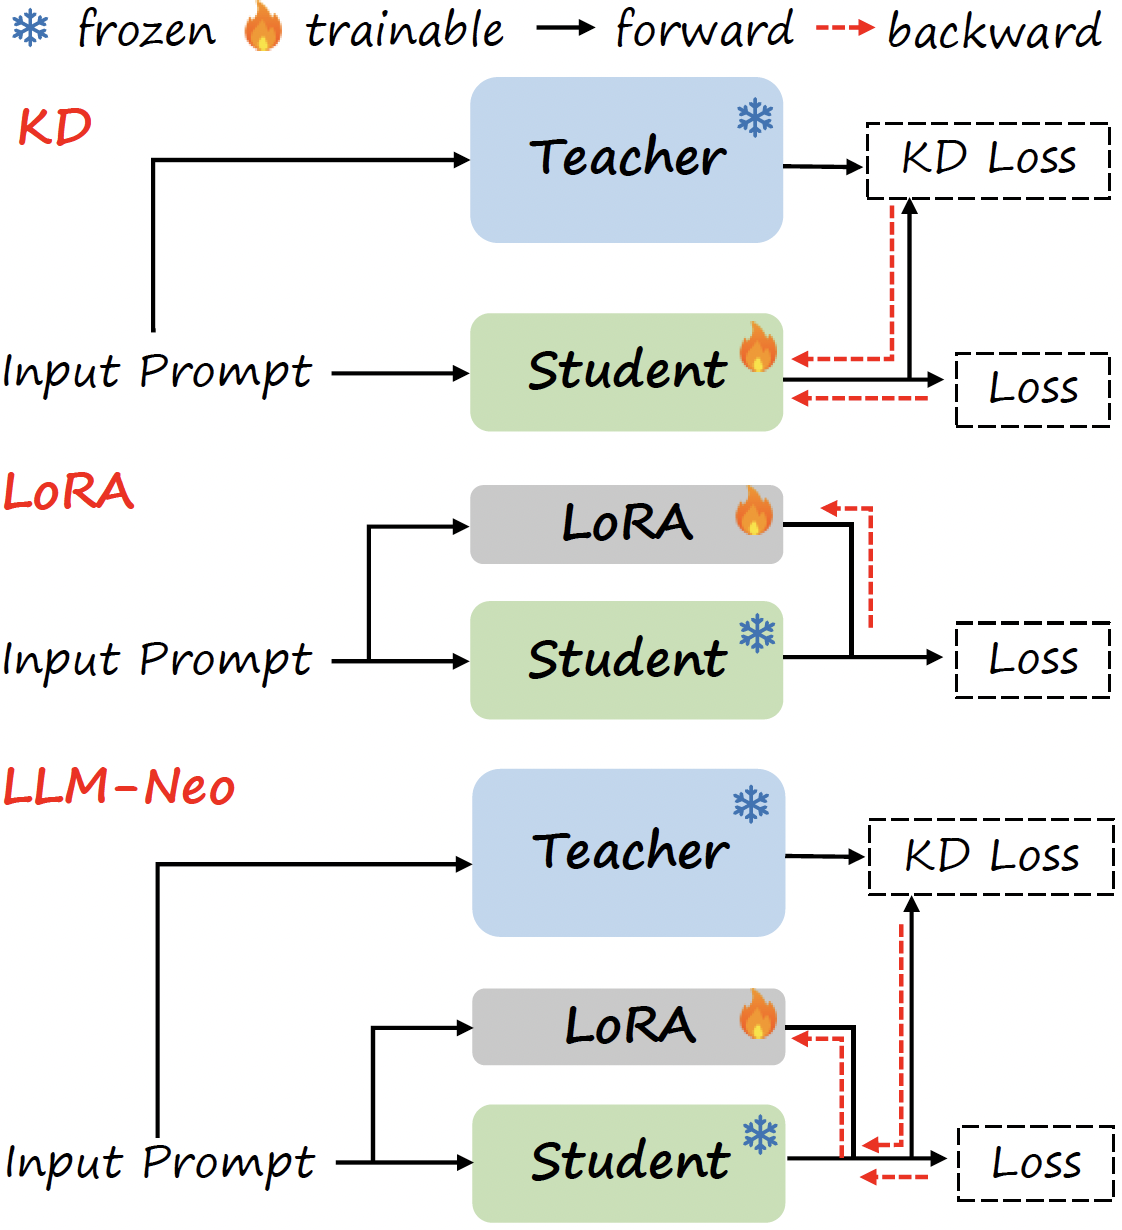 frozen trainable forward backward
KD
Teacher
KD Loss
Input Prompt
Student
Loss
LoRA
LoRA
Input Prompt
Student
Loss
LLM-Neo
Teacher
KD Loss
LoRA
Input Prompt
Student
Loss